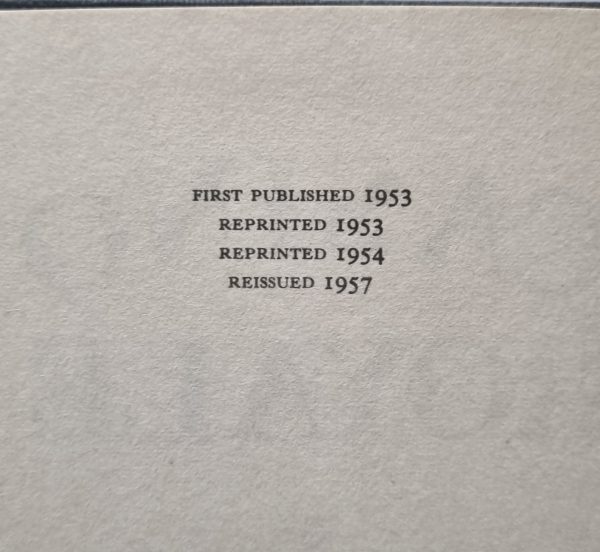 FIRST PUBLISHED 1953
REPRINTED 1953
REPRINTED 1954
REISSUED 1957